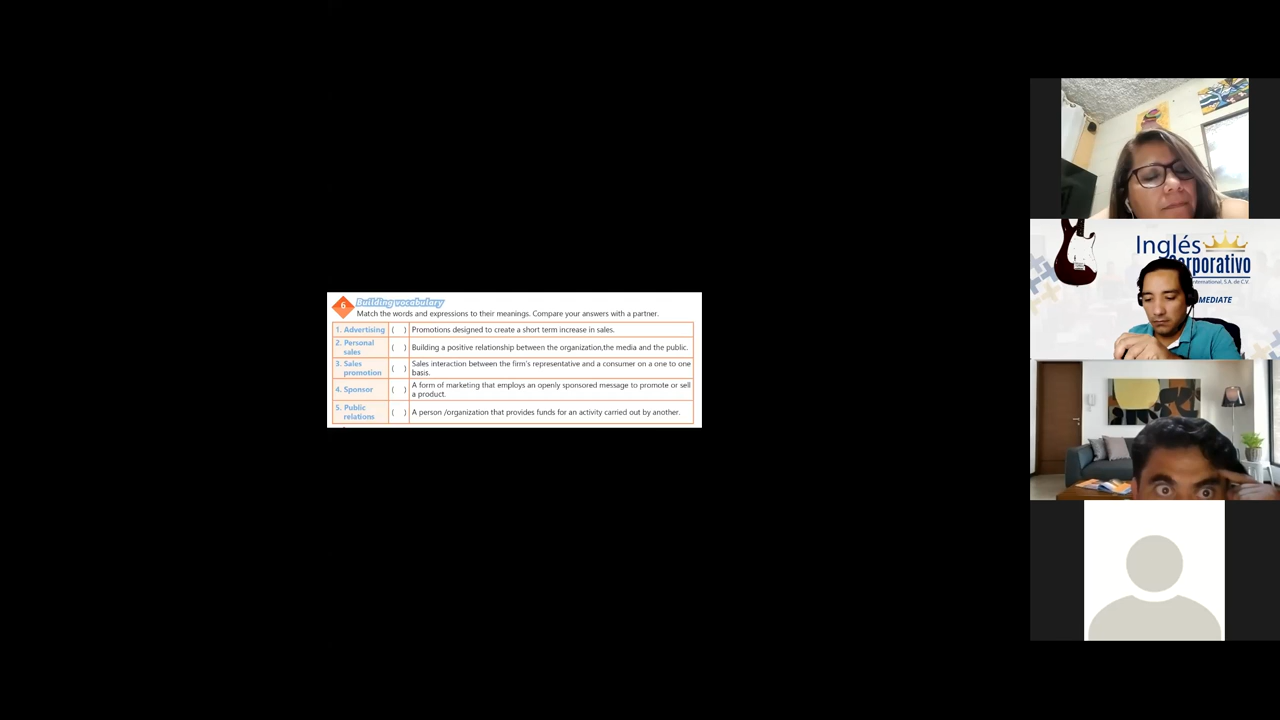 6
Building vocabulary
Match the words and expressions to their meanings. Compare your answers with a partner.
1. Advertising ( ) Promotions designed to create a short term increase in sales.
2. Personal sales ( ) Building a positive relationship between the organization,the media and the public.
3. Sales promotion ( ) Sales interaction between the firm's representative and a consumer on a one to one
basis.
4. Sponsor ( ) A form of marketing that employs an openly sponsored message to promote or sell
a product.
5. Public relations ( ) A person /organization that provides funds for an activity carried out by another.
Inglés
Corporativo
International, S.A. de C.V.